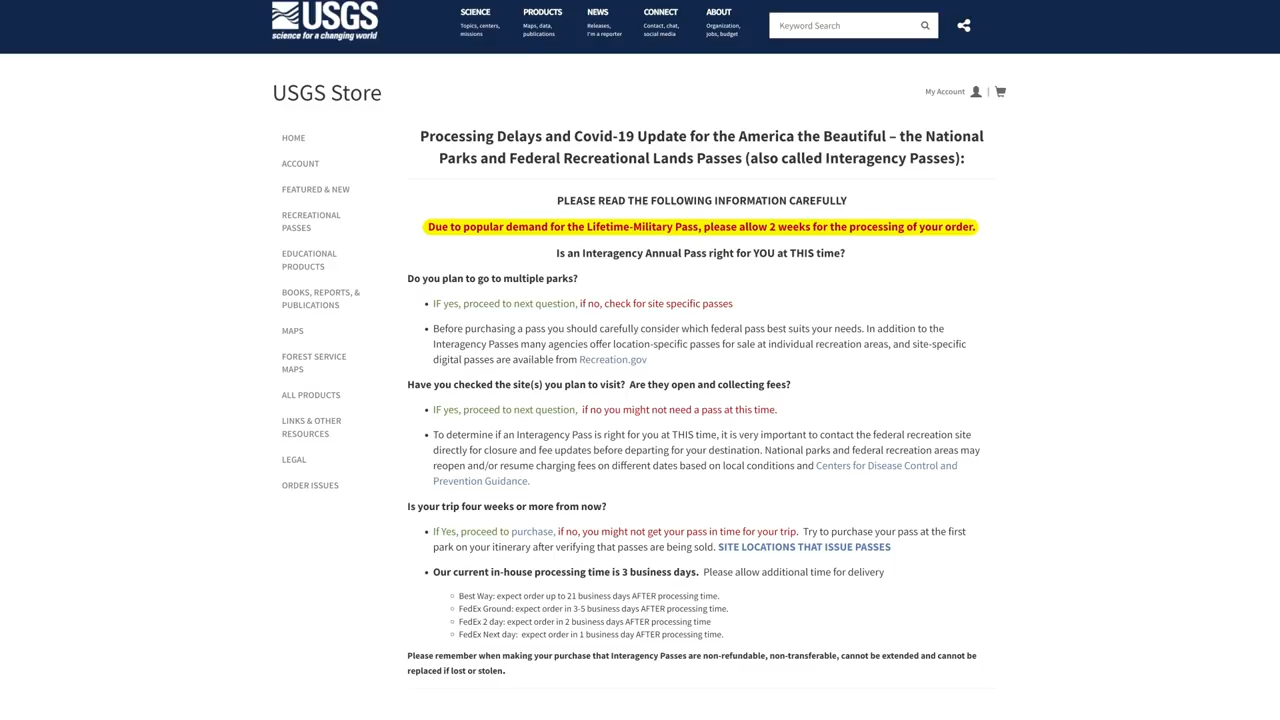 USGS
science for a changing world
SCIENCE
Topics, centers,
missions
PRODUCTS
Maps, data,
publications
NEWS
Releases,
I'm a reporter
CONNECT
Contact, chat,
social media
ABOUT
Organization,
jobs, budget
Keyword Search
USGS Store
My Account |
HOME
ACCOUNT
FEATURED & NEW
RECREATIONAL
PASSES
EDUCATIONAL
PRODUCTS
BOOKS, REPORTS, &
PUBLICATIONS
MAPS
FOREST SERVICE
MAPS
ALL PRODUCTS
LINKS & OTHER
RESOURCES
LEGAL
ORDER ISSUES
Processing Delays and Covid-19 Update for the America the Beautiful – the National
Parks and Federal Recreational Lands Passes (also called Interagency Passes):
PLEASE READ THE FOLLOWING INFORMATION CAREFULLY
Due to popular demand for the Lifetime-Military Pass, please allow 2 weeks for the processing of your order.
Is an Interagency Annual Pass right for YOU at THIS time?
Do you plan to go to multiple parks?
• IF yes, proceed to next question, if no, check for site specific passes
• Before purchasing a pass you should carefully consider which federal pass best suits your needs. In addition to the
Interagency Passes many agencies offer location-specific passes for sale at individual recreation areas, and site-specific
digital passes are available from Recreation.gov
Have you checked the site(s) you plan to visit? Are they open and collecting fees?
• IF yes, proceed to next question, if no you might not need a pass at this time.
• To determine if an Interagency Pass is right for you at THIS time, it is very important to contact the federal recreation site
directly for closure and fee updates before departing for your destination. National parks and federal recreation areas may
reopen and/or resume charging fees on different dates based on local conditions and Centers for Disease Control and
Prevention Guidance.
Is your trip four weeks or more from now?
• If Yes, proceed to purchase, if no, you might not get your pass in time for your trip. Try to purchase your pass at the first
park on your itinerary after verifying that passes are being sold. SITE LOCATIONS THAT ISSUE PASSES
• Our current in-house processing time is 3 business days. Please allow additional time for delivery
○ Best Way: expect order up to 21 business days AFTER processing time.
○ FedEx Ground: expect order in 3-5 business days AFTER processing time.
○ FedEx 2 day: expect order in 2 business days AFTER processing time
○ FedEx Next day: expect order in 1 business day AFTER processing time.
Please remember when making your purchase that Interagency Passes are non-refundable, non-transferable, cannot be extended and cannot be
replaced if lost or stolen.